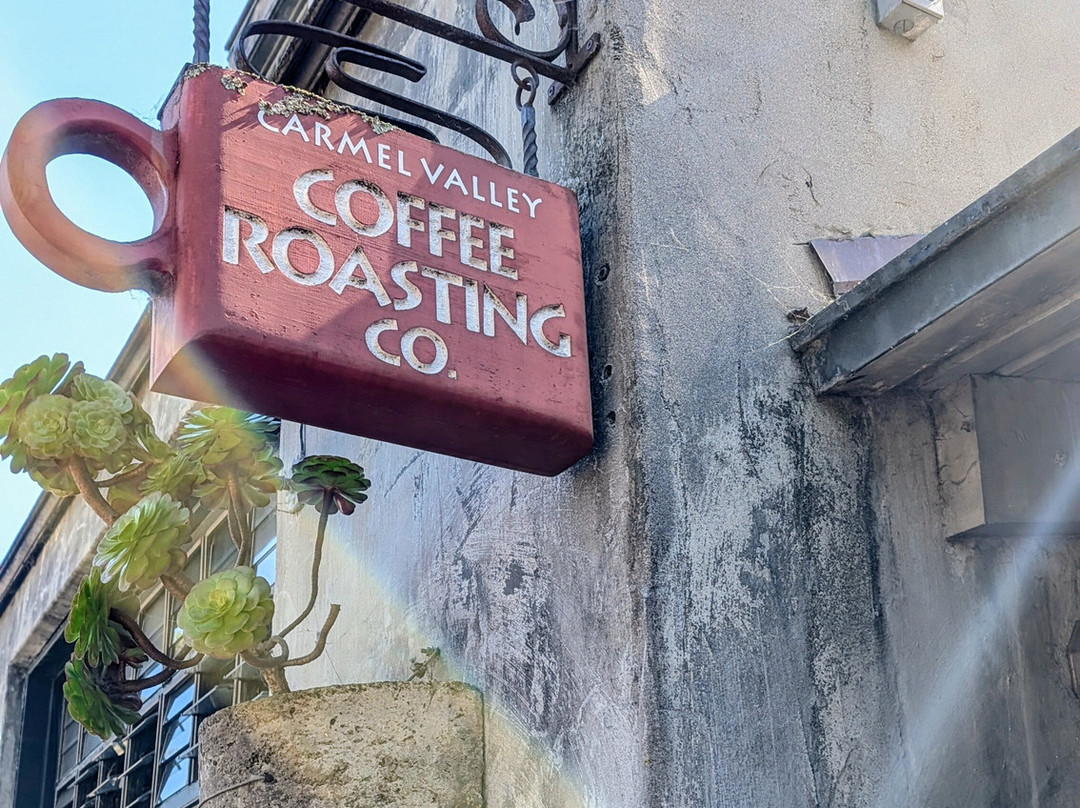 CARMEL VALLEY
COFFEE
ROASTING
CO.